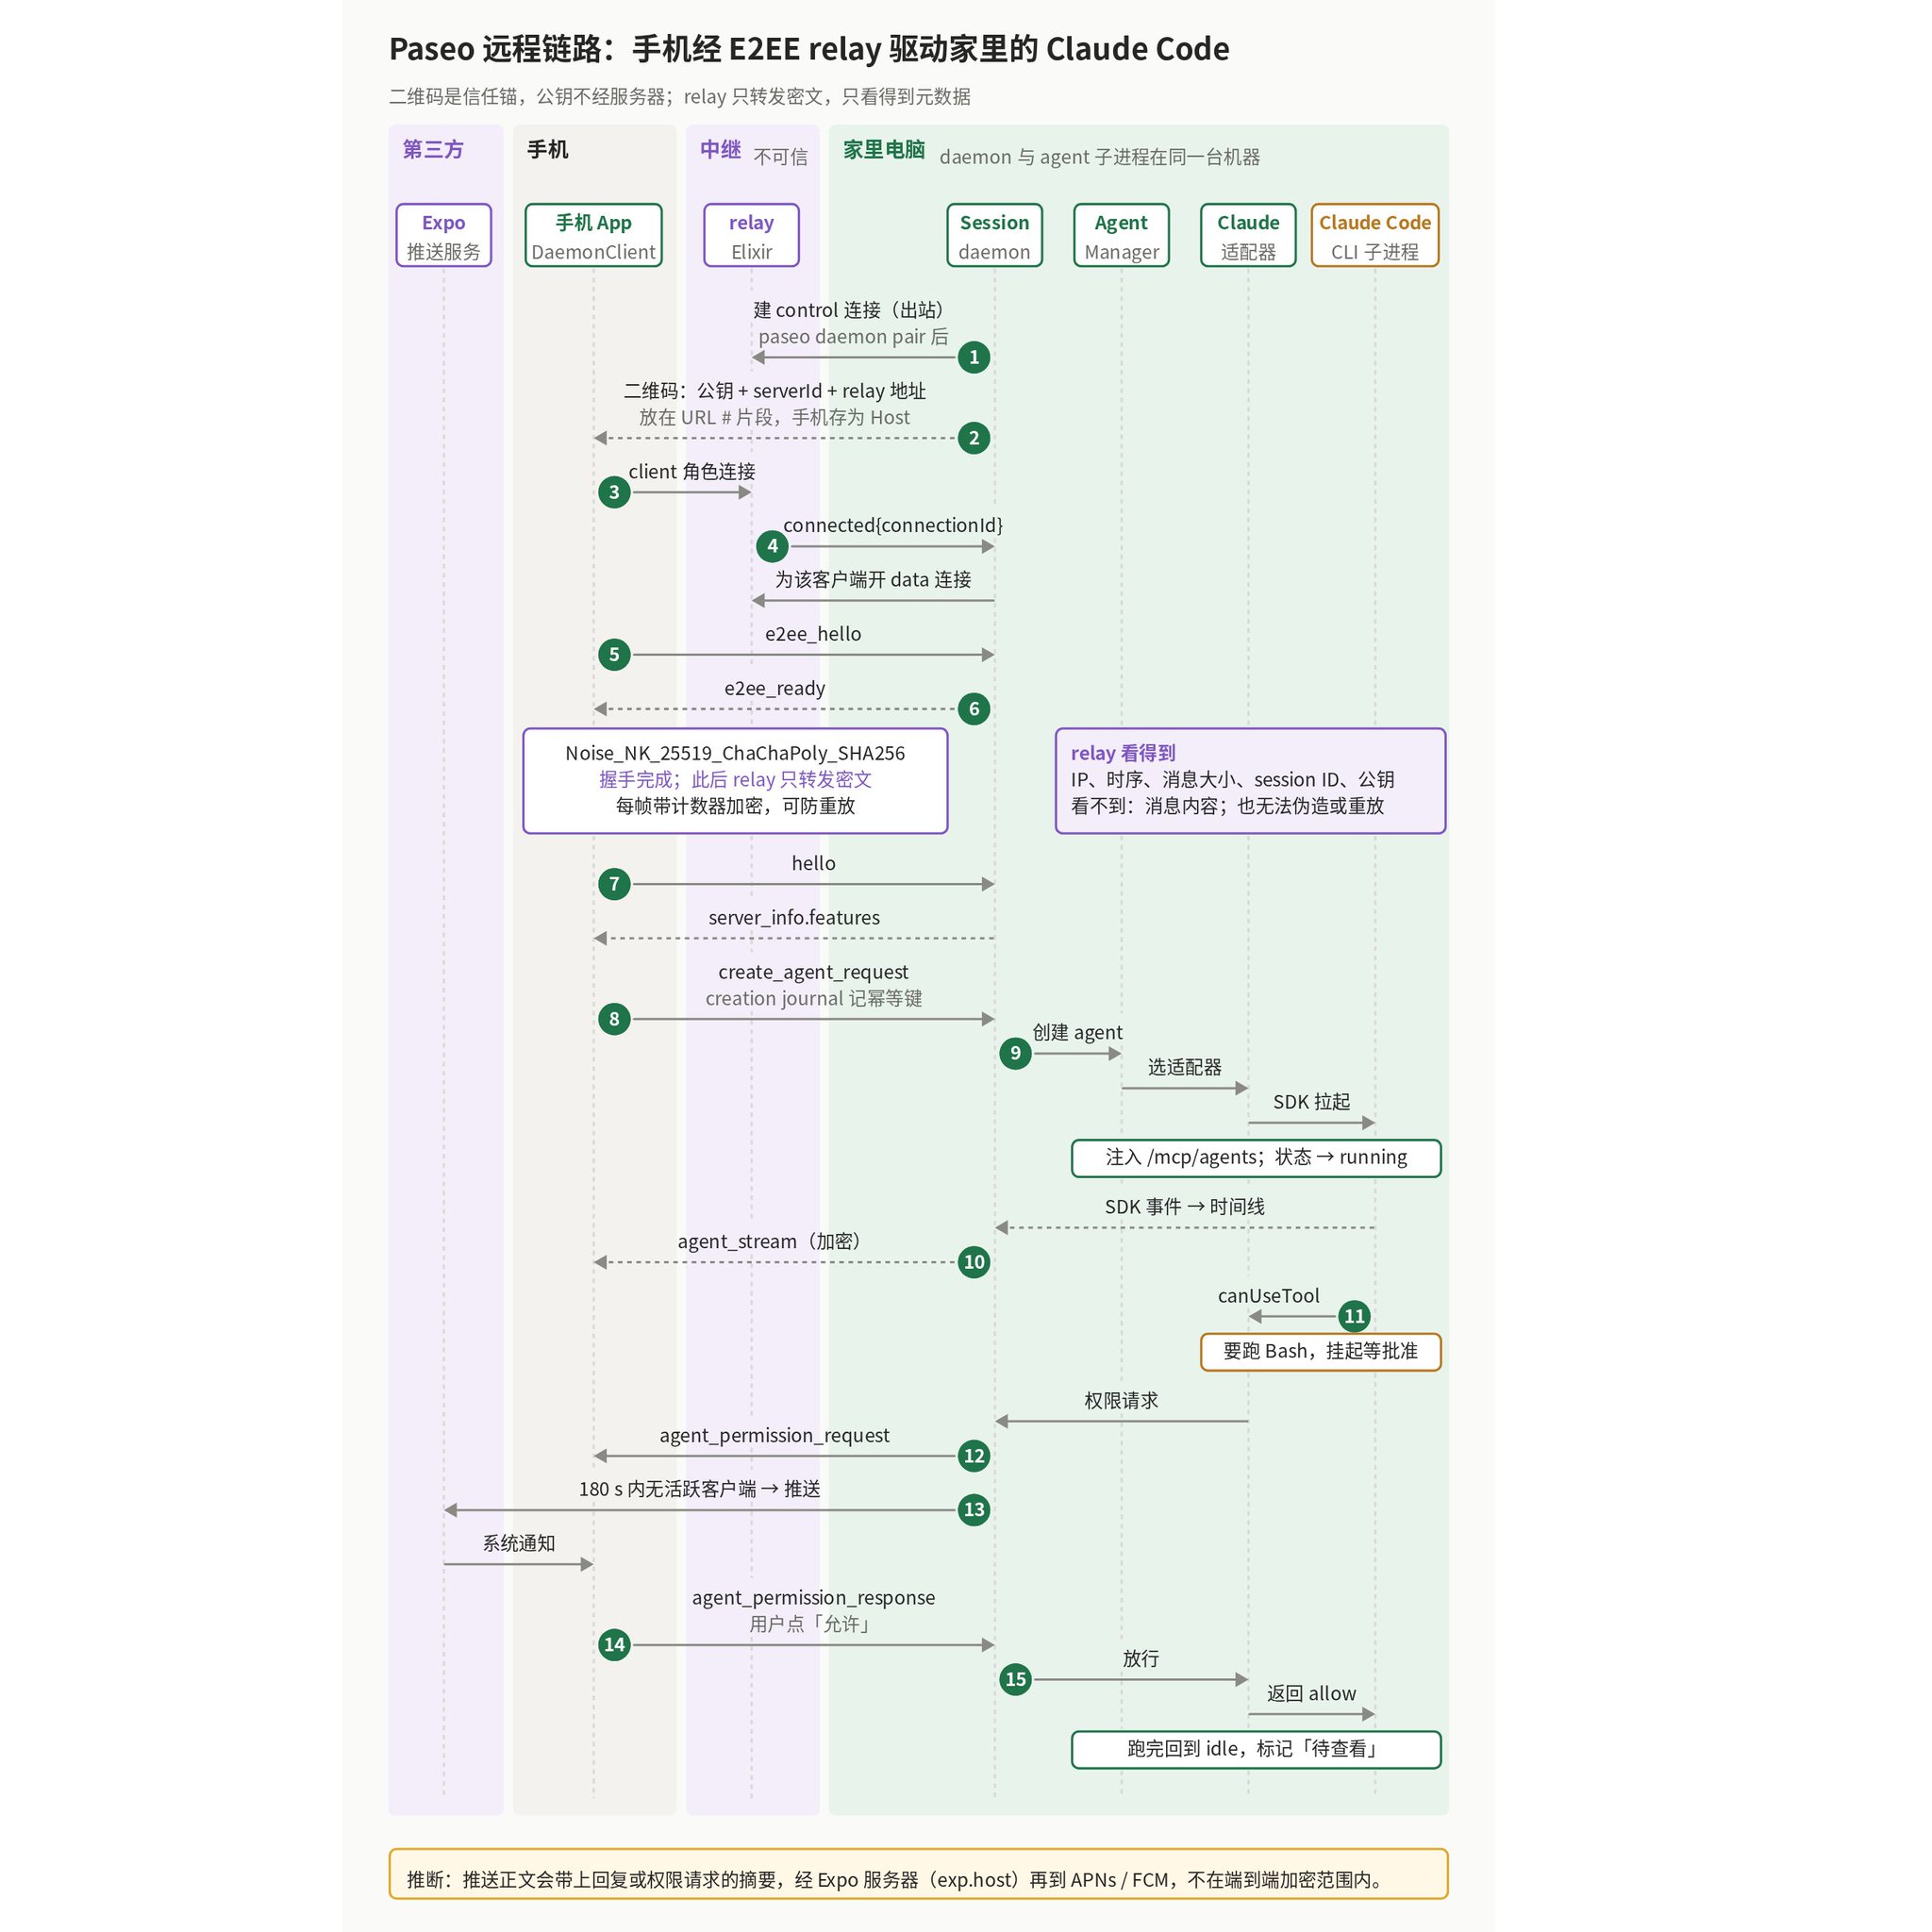 Paseo 远程链路：手机经 E2EE relay 驱动家里的 Claude Code
二维码是信任锚，公钥不经服务器；relay 只转发密文，只看得到元数据
第三方
手机
中继 不可信
家里电脑 daemon 与 agent 子进程在同一台机器
Expo
推送服务
手机 App
DaemonClient
relay
Elixir
Session
daemon
Agent
Manager
Claude
适配器
Claude Code
CLI 子进程
建 control 连接（出站）
paseo daemon pair 后
1
二维码：公钥 + serverId + relay 地址
放在 URL # 片段，手机存为 Host
2
client 角色连接
3
connected{connectionId}
4
为该客户端开 data 连接
e2ee_hello
5
e2ee_ready
6
Noise_NK_25519_ChaChaPoly_SHA256
握手完成；此后 relay 只转发密文
每帧带计数器加密，可防重放
relay 看得到
IP、时序、消息大小、session ID、公钥
看不到：消息内容；也无法伪造或重放
hello
7
server_info.features
create_agent_request
creation journal 记幂等键
8
创建 agent
9
选适配器
SDK 拉起
注入 /mcp/agents；状态 → running
SDK 事件 → 时间线
agent_stream（加密）
10
canUseTool
11
要跑 Bash，挂起等批准
权限请求
agent_permission_request
12
180 s 内无活跃客户端 → 推送
13
系统通知
agent_permission_response
用户点「允许」
14
放行
15
返回 allow
跑完回到 idle，标记「待查看」
推断：推送正文会带上回复或权限请求的摘要，经 Expo 服务器（exp.host）再到 APNs / FCM，不在端到端加密范围内。